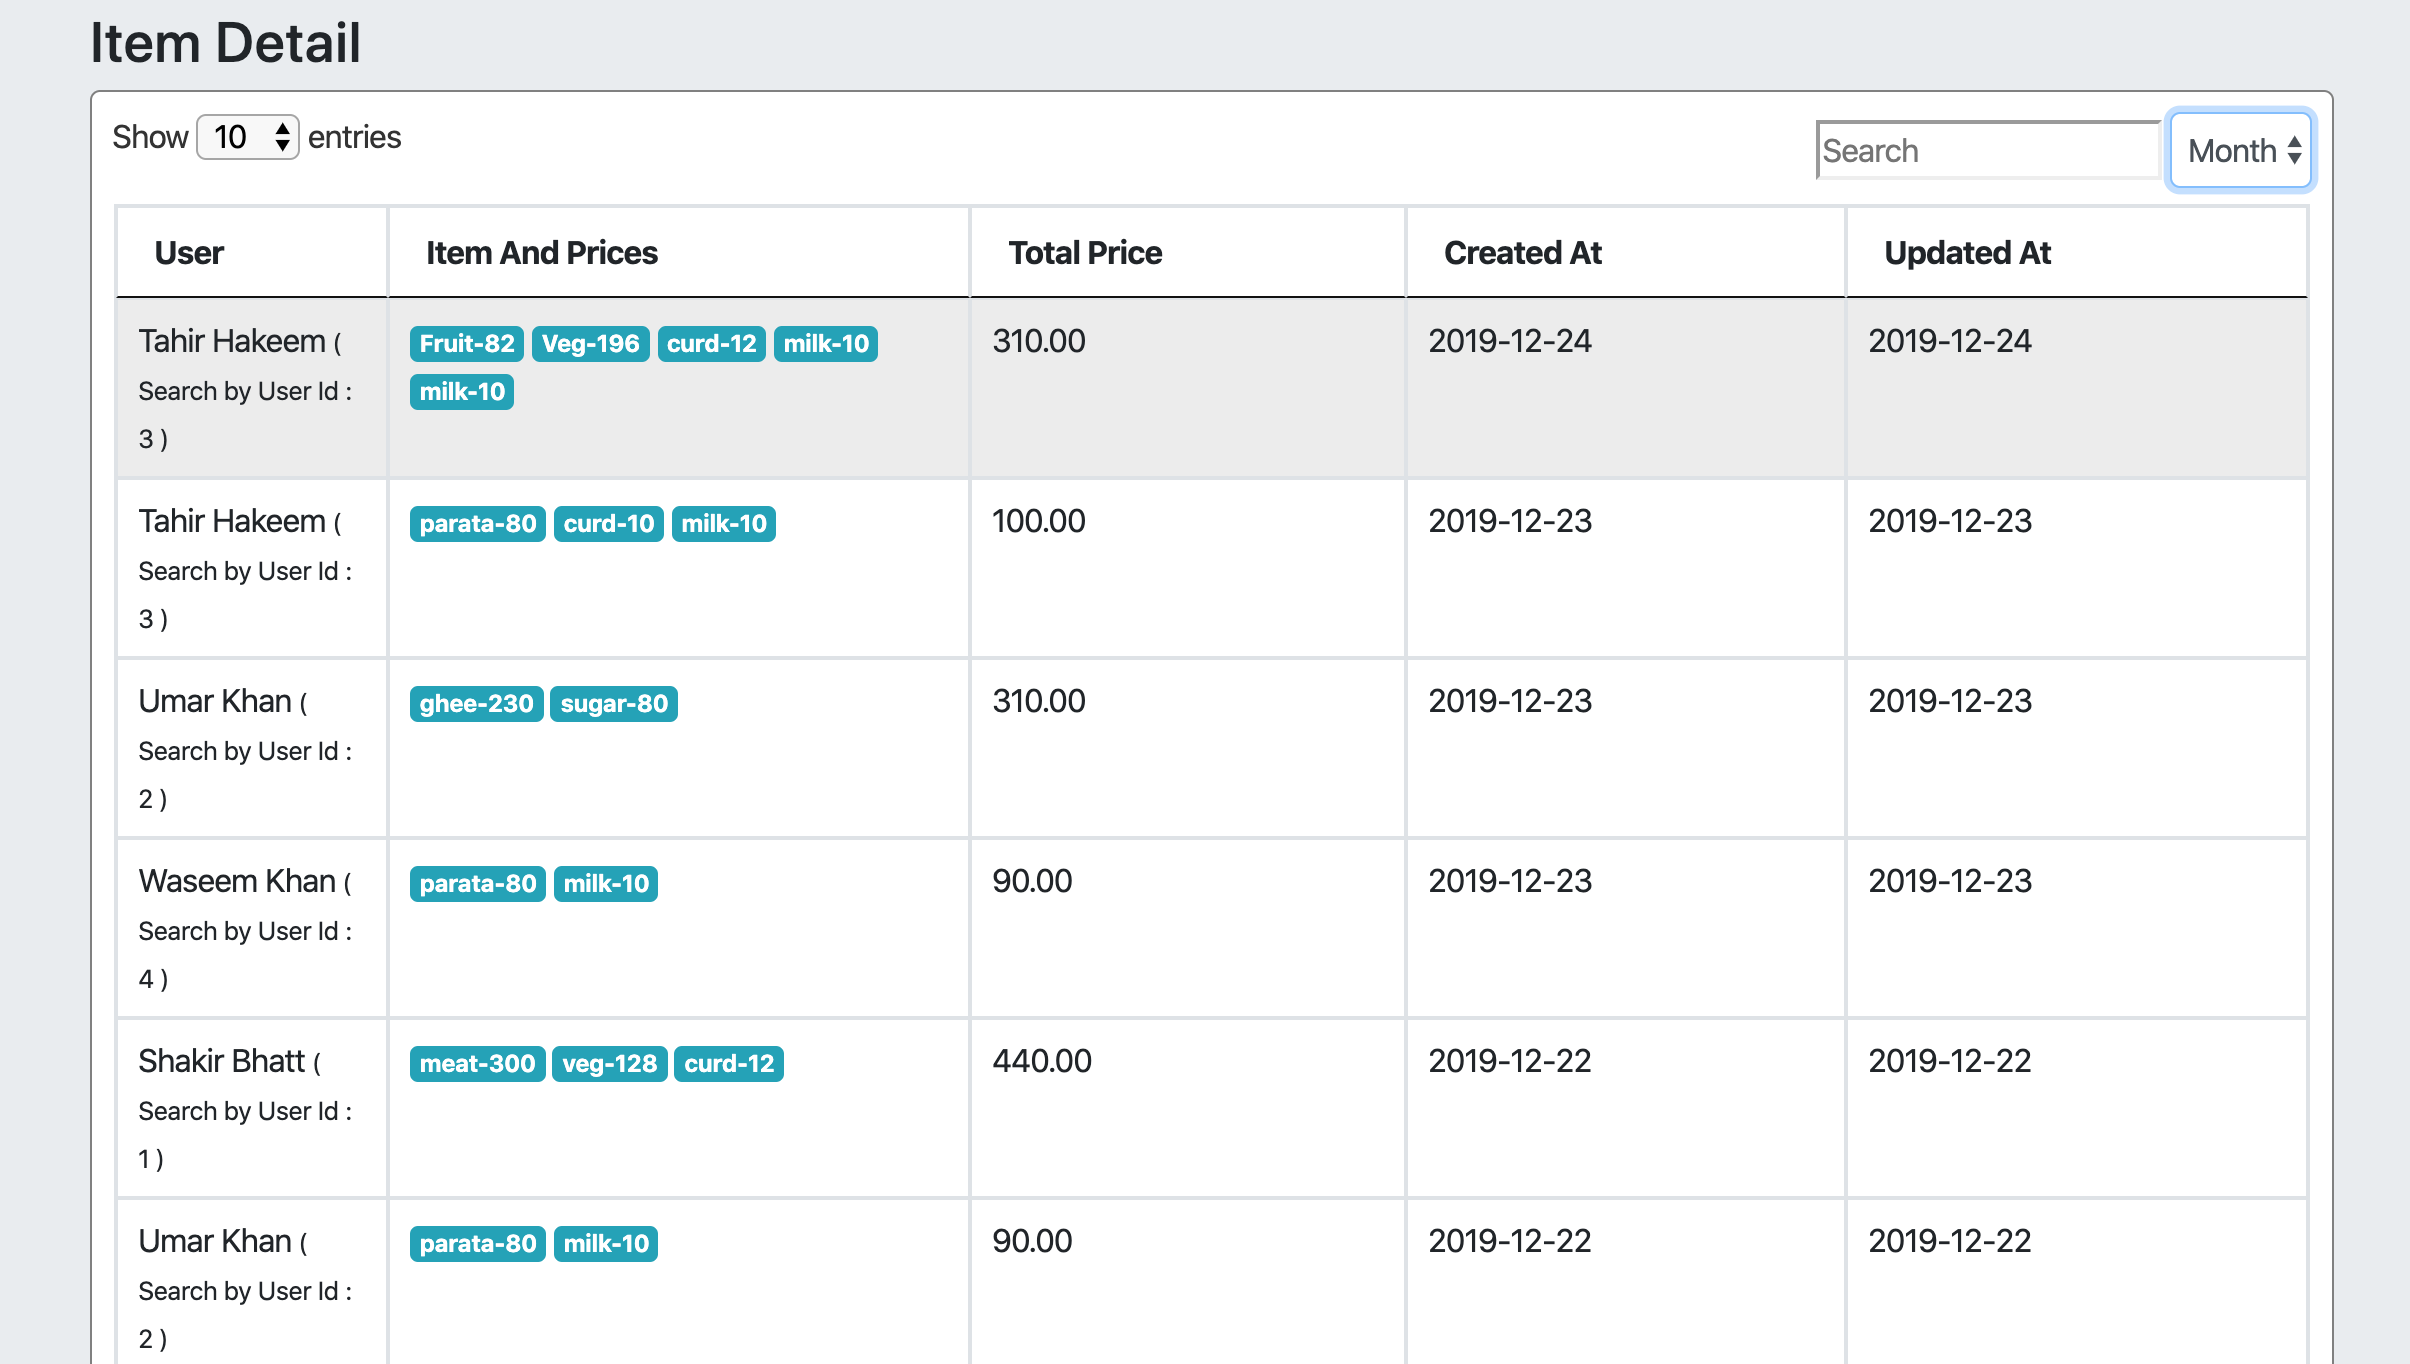 Item Detail
Show 10 entries
Search Month
User Item And Prices Total Price Created At Updated At
Tahir Hakeem ( Fruit-82 Veg-196 curd-12 milk-10 310.00 2019-12-24 2019-12-24
Search by User Id : milk-10
3 )
Tahir Hakeem ( parata-80 curd-10 milk-10 100.00 2019-12-23 2019-12-23
Search by User Id :
3 )
Umar Khan ( ghee-230 sugar-80 310.00 2019-12-23 2019-12-23
Search by User Id :
2 )
Waseem Khan ( parata-80 milk-10 90.00 2019-12-23 2019-12-23
Search by User Id :
4 )
Shakir Bhatt ( meat-300 veg-128 curd-12 440.00 2019-12-22 2019-12-22
Search by User Id :
1 )
Umar Khan ( parata-80 milk-10 90.00 2019-12-22 2019-12-22
Search by User Id :
2 )